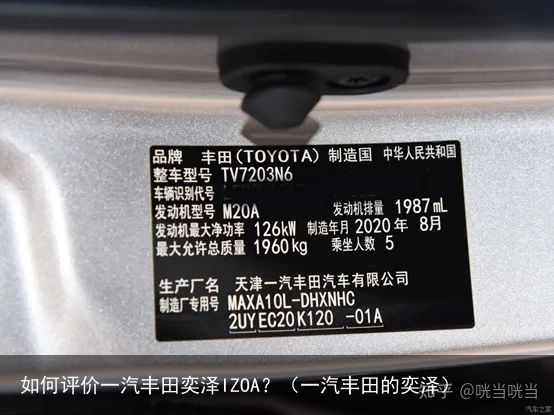 品牌 丰田(TOYOTA) 制造国 中华人民共和国
整车型号 TV7203N6
车辆识别代号
发动机型号 M20A 发动机排量 1987mL
发动机最大净功率 126kW 制造年月 2020年 8月
最大允许总质量 1960kg 乘坐人数 5
生产厂名 天津一汽丰田汽车有限公司
制造厂专用号 MAXA10L-DHXNHC
2UYEC20K120 -01A
如何评价一汽丰田奕泽IZOA？（一汽丰田的奕泽）
知乎 @咣当咣当
汽车之家